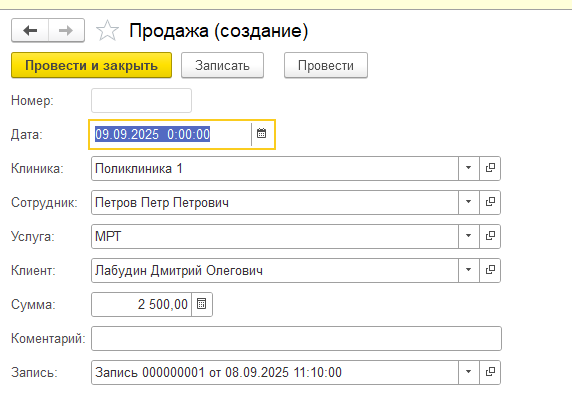 Продажа (создание)
Провести и закрыть Записать Провести
Номер:
Дата: 09.09.2025 0:00:00
Клиника: Поликлиника 1
Сотрудник: Петров Петр Петрович
Услуга: МРТ
Клиент: Лабудин Дмитрий Олегович
Сумма: 2 500,00
Коментарий:
Запись: Запись 000000001 от 08.09.2025 11:10:00